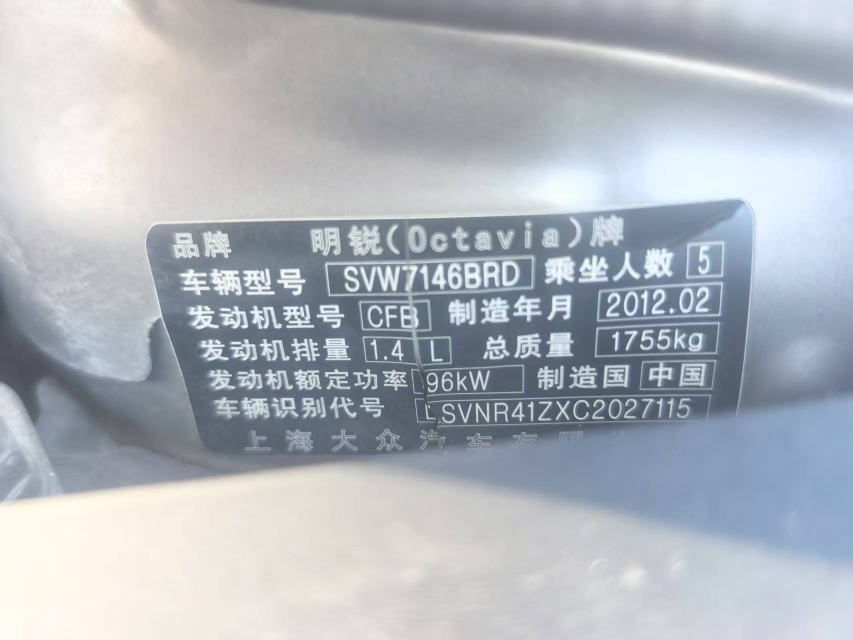 品牌 明锐(Octavia)牌
车辆型号 SVW7146BRD 乘坐人数 5
发动机型号 CFB 制造年月 2012.02
发动机排量 1.4 L 总质量 1755kg
发动机额定功率 96kW 制造国 中国
车辆识别代号 LSVNR41ZXC2027115
上海大众汽车有限